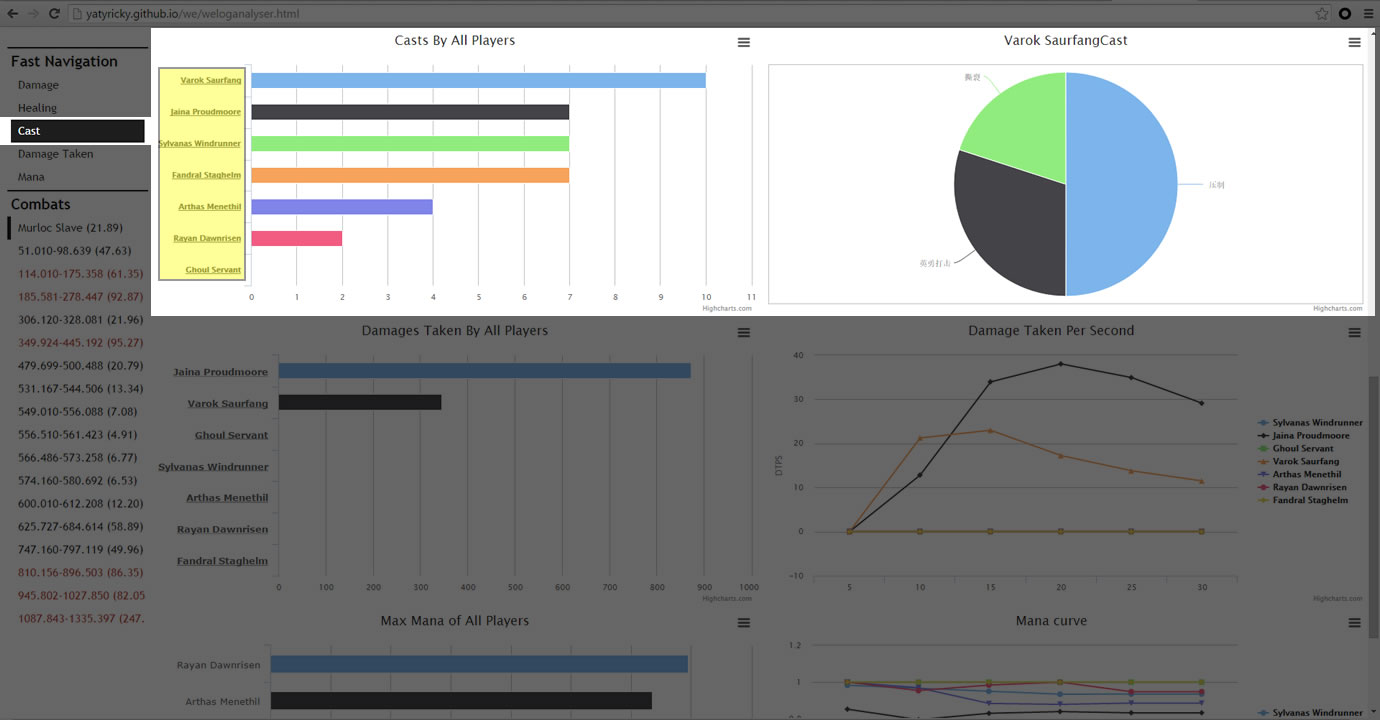 yatyricky.github.io/we/weloganalyser.html
Fast Navigation
Damage
Healing
Cast
Damage Taken
Mana
Combats
Murloc Slave (21.89)
51.010-98.639 (47.63)
114.010-175.358 (61.35)
185.581-278.447 (92.87)
306.120-328.081 (21.96)
349.924-445.192 (95.27)
479.699-500.488 (20.79)
531.167-544.506 (13.34)
549.010-556.088 (7.08)
556.510-561.423 (4.91)
566.486-573.258 (6.77)
574.160-580.692 (6.53)
600.010-612.208 (12.20)
625.727-684.614 (58.89)
747.160-797.119 (49.96)
810.156-896.503 (86.35)
945.802-1027.850 (82.05
1087.843-1335.397 (247.
Casts By All Players
Varok Saurfang
Jaina Proudmoore
Sylvanas Windrunner
Fandral Staghelm
Arthas Menethil
Rayan Dawnrisen
Ghoul Servant
0 1 2 3 4 5 6 7 8 9 10 11
Highcharts.com
Varok SaurfangCast
撕裂
压制
英勇打击
Highcharts.com
Damages Taken By All Players
Jaina Proudmoore
Varok Saurfang
Ghoul Servant
Sylvanas Windrunner
Arthas Menethil
Rayan Dawnrisen
Fandral Staghelm
0 100 200 300 400 500 600 700 800 900 1000
Highcharts.com
Damage Taken Per Second
DTPS
40
30
20
10
0
-10
5 10 15 20 25 30
Sylvanas Windrunner
Jaina Proudmoore
Ghoul Servant
Varok Saurfang
Arthas Menethil
Rayan Dawnrisen
Fandral Staghelm
Highcharts.com
Max Mana of All Players
Rayan Dawnrisen
Arthas Menethil
Mana curve
1.2
1
Sylvanas Windrunner